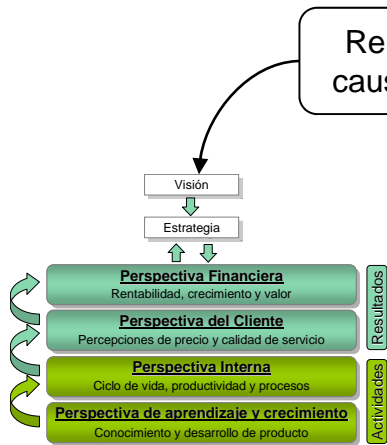 Re
caus
Visión
Estrategia
Perspectiva Financiera
Rentabilidad, crecimiento y valor
Perspectiva del Cliente
Percepciones de precio y calidad de servicio
Resultados
Perspectiva Interna
Ciclo de vida, productividad y procesos
Perspectiva de aprendizaje y crecimiento
Conocimiento y desarrollo de producto
Actividades